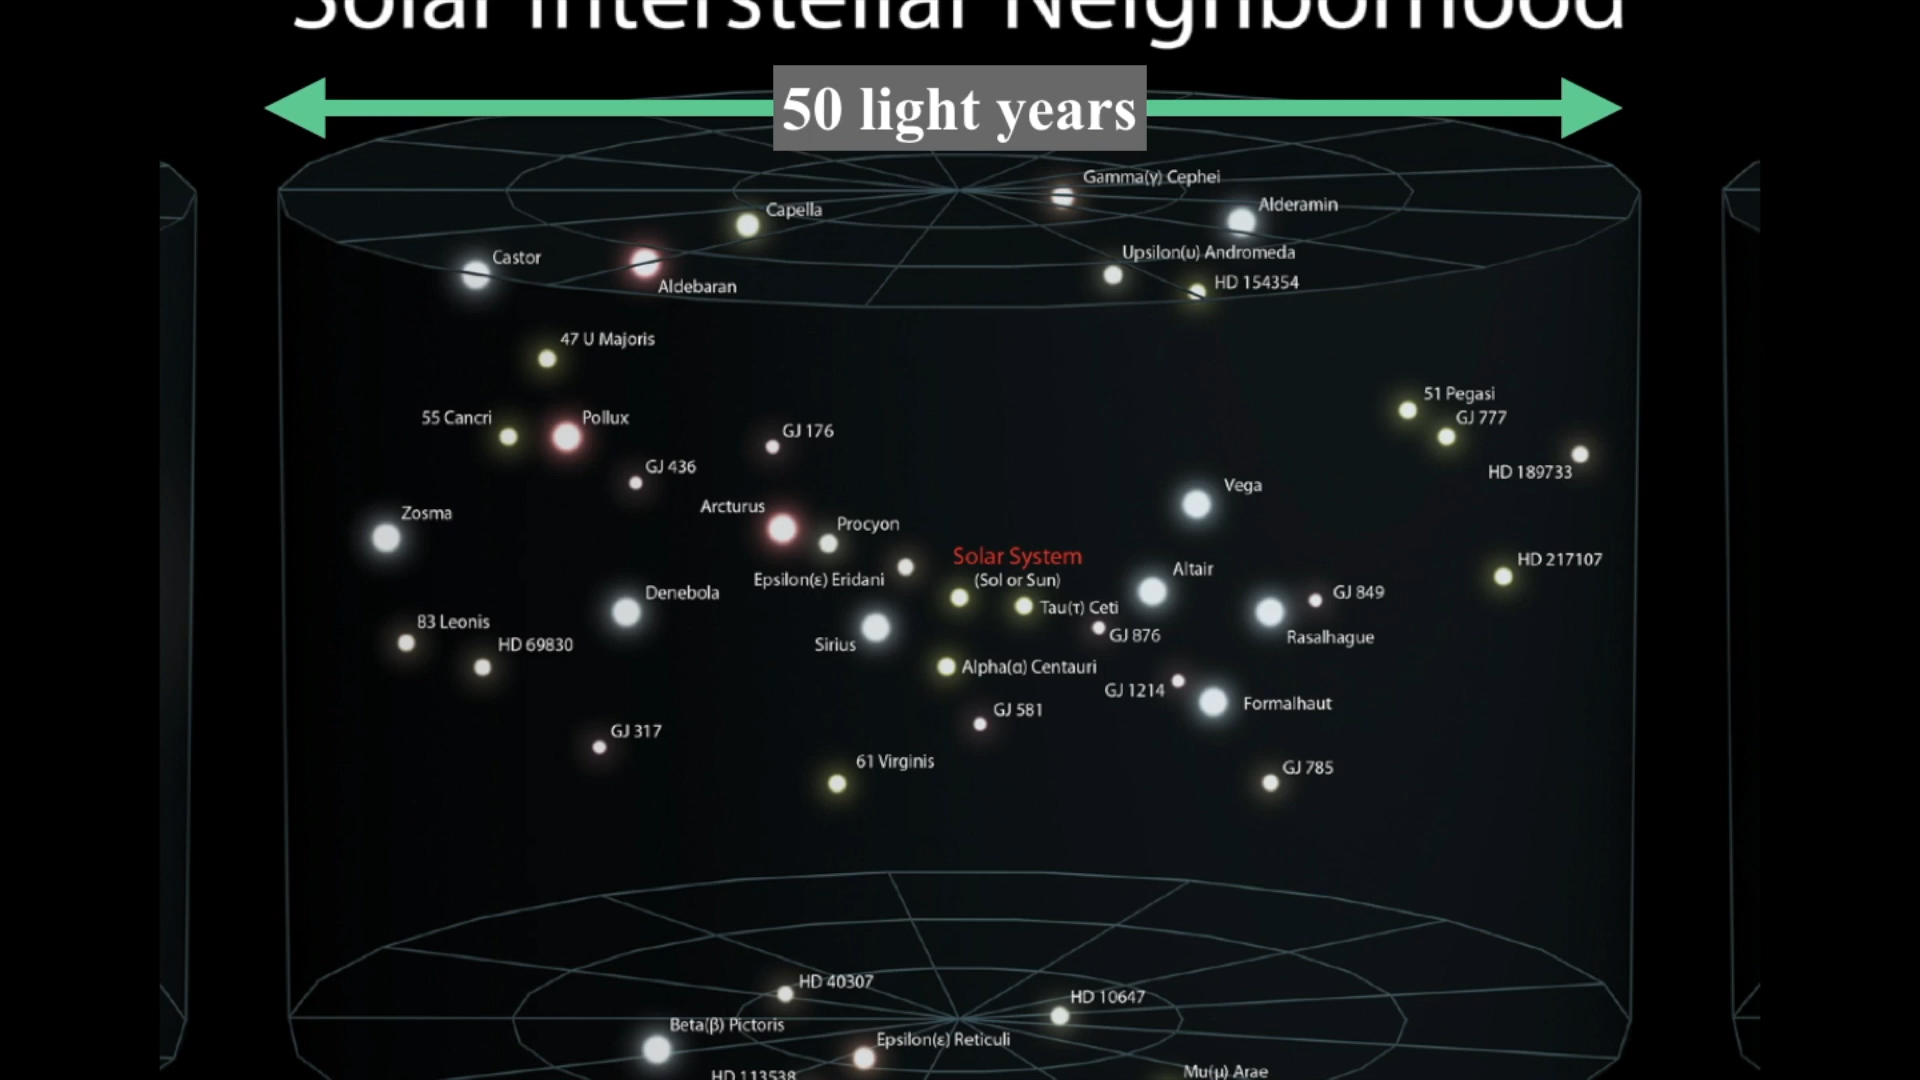 Solar Interstellar Neighborhood
50 light years
Gamma(γ) Cephei
Alderamin
Capella
Castor
Upsilon(υ) Andromeda
Aldebaran
HD 154354
47 U Majoris
51 Pegasi
55 Cancri
Pollux
GJ 777
GJ 176
GJ 436
HD 189733
Vega
Arcturus
Zosma
Procyon
Solar System
HD 217107
Altair
Epsilon(ε) Eridani
(Sol or Sun)
Denebola
GJ 849
Tau(τ) Ceti
83 Leonis
GJ 876
Rasalhague
HD 69830
Sirius
Alpha(α) Centauri
GJ 1214
Formalhaut
GJ 581
GJ 317
61 Virginis
GJ 785
HD 40307
HD 10647
Beta(β) Pictoris
Epsilon(ε) Reticuli
Mu(μ) Arae
HD 113538